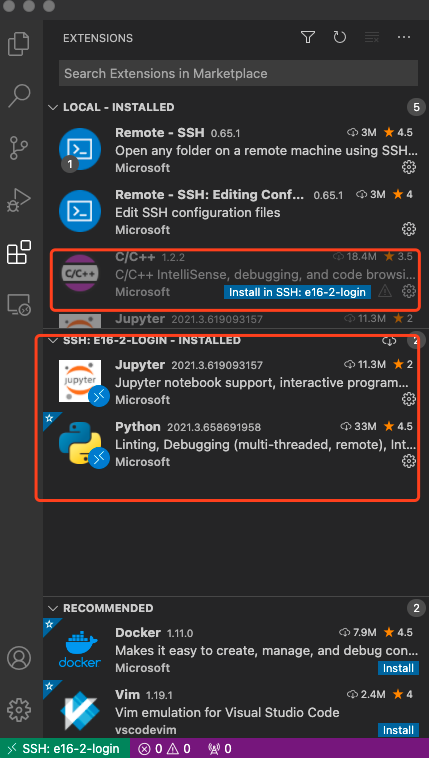 EXTENSIONS
Search Extensions in Marketplace
LOCAL - INSTALLED 5
Remote - SSH 0.65.1 3M 4.5
Open any folder on a remote machine using SSH...
1
Microsoft
Remote - SSH: Editing Conf... 0.65.1 3M 4
Edit SSH configuration files
Microsoft
C/C++ 1.2.2 18.4M 3.5
C/C++
C/C++ IntelliSense, debugging, and code browsi...
Microsoft Install in SSH: e16-2-login
Jupyter 2021.3.619093157 11.3M 2
SSH: E16-2-LOGIN - INSTALLED 2
Jupyter 2021.3.619093157 11.3M 2
jupyter
Jupyter notebook support, interactive program...
Microsoft
Python 2021.3.658691958 33M 4.5
Linting, Debugging (multi-threaded, remote), Int...
Microsoft
RECOMMENDED 2
Docker 1.11.0 7.9M 4.5
Makes it easy to create, manage, and debug con...
docker
Microsoft Install
Vim 1.19.1 2.4M 4
Vim emulation for Visual Studio Code
vscodevim Install
SSH: e16-2-login 0 0 0